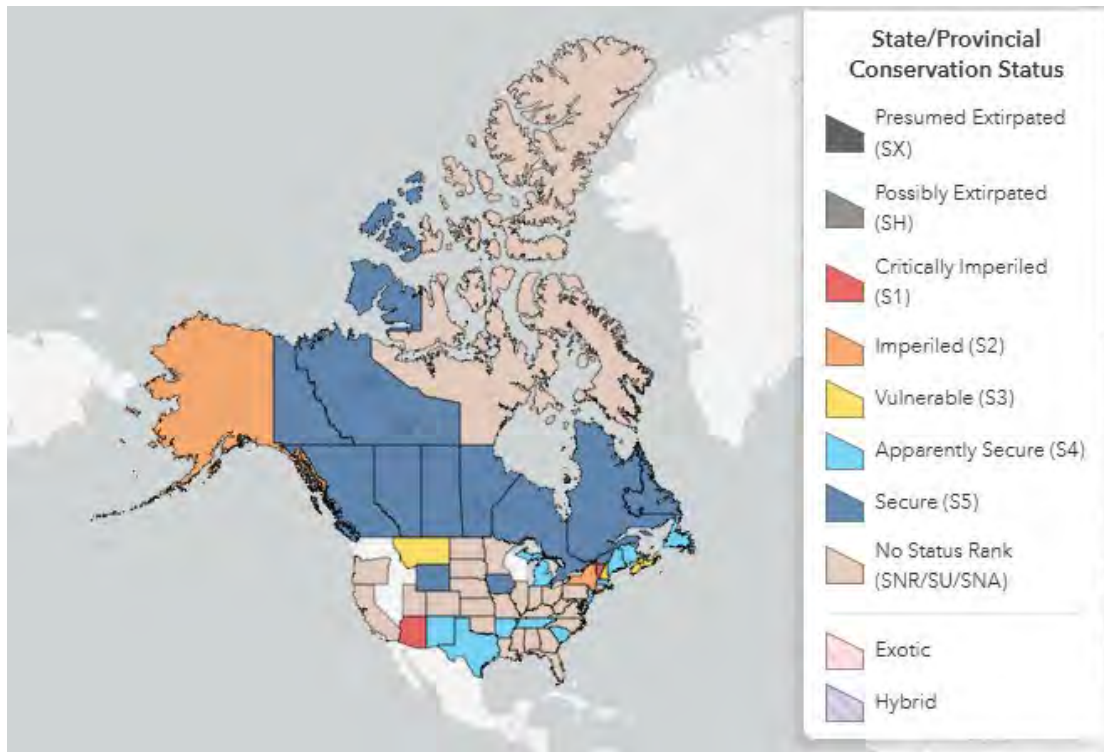 State/Provincial
Conservation Status
Presumed Extirpated
(SX)
Possibly Extirpated
(SH)
Critically Imperiled
(S1)
Imperiled (S2)
Vulnerable (S3)
Apparently Secure (S4)
Secure (S5)
No Status Rank
(SNR/SU/SNA)
Exotic
Hybrid